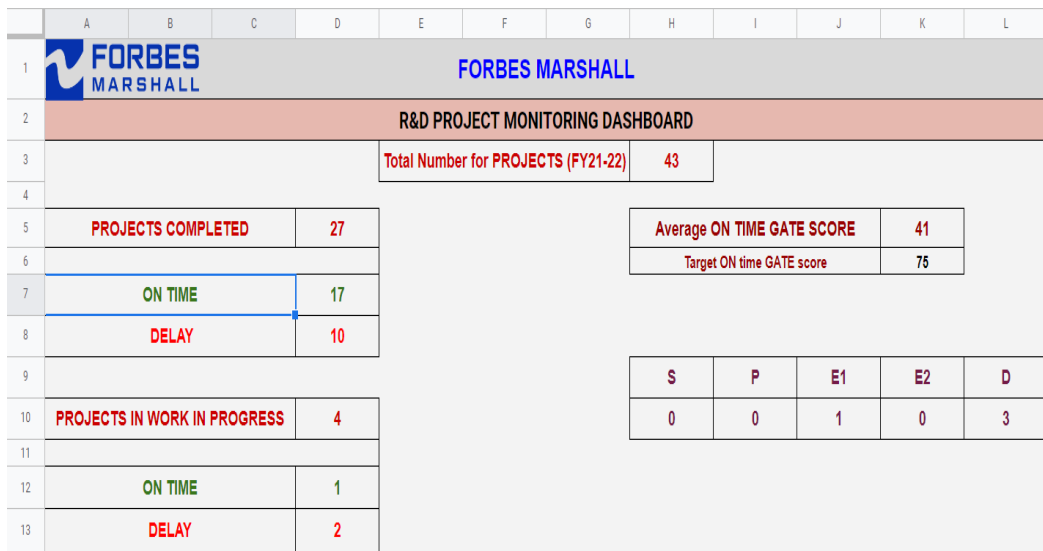 A B C D E F G H I J K L
1 FORBES MARSHALL FORBES MARSHALL
2 R&D PROJECT MONITORING DASHBOARD
3 Total Number for PROJECTS (FY21-22) 43
4
5 PROJECTS COMPLETED 27 Average ON TIME GATE SCORE 41
6 Target ON time GATE score 75
7 ON TIME 17
8 DELAY 10
9 S P E1 E2 D
10 PROJECTS IN WORK IN PROGRESS 4 0 0 1 0 3
11
12 ON TIME 1
13 DELAY 2